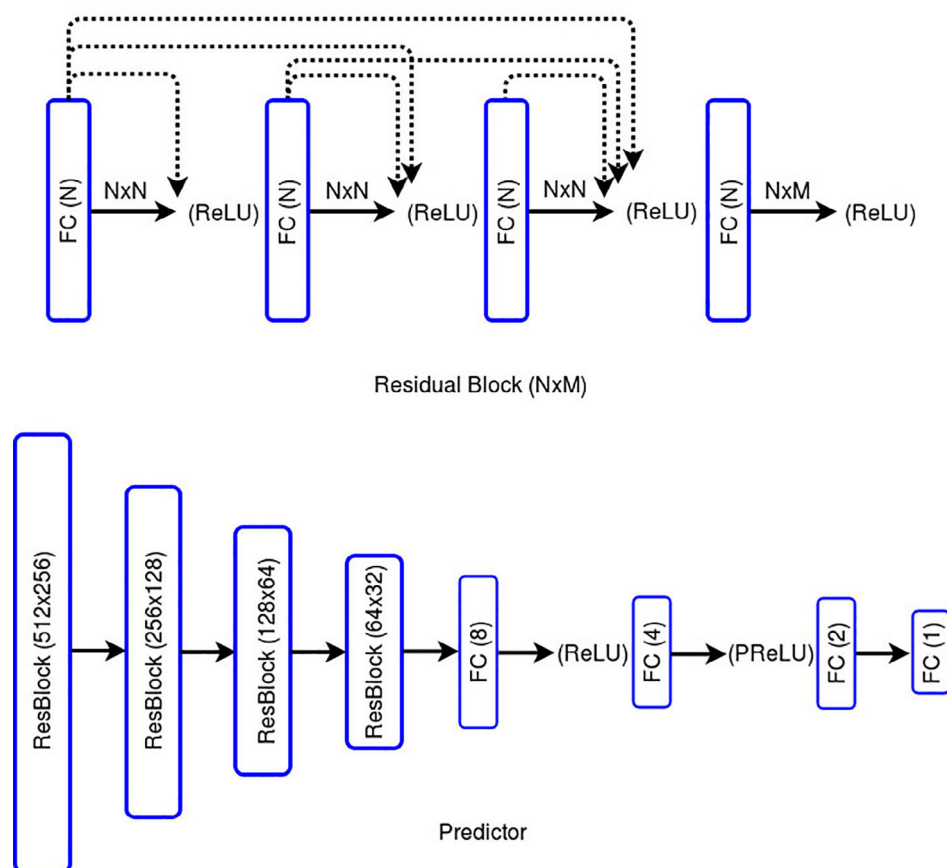 FC (N)
NxN
(ReLU)
FC (N)
NxN
(ReLU)
FC (N)
NxN
(ReLU)
FC (N)
NxM
(ReLU)
Residual Block (NxM)
ResBlock (512x256)
ResBlock (256x128)
ResBlock (128x64)
ResBlock (64x32)
FC (8)
(ReLU)
FC (4)
(PReLU)
FC (2)
FC (1)
Predictor